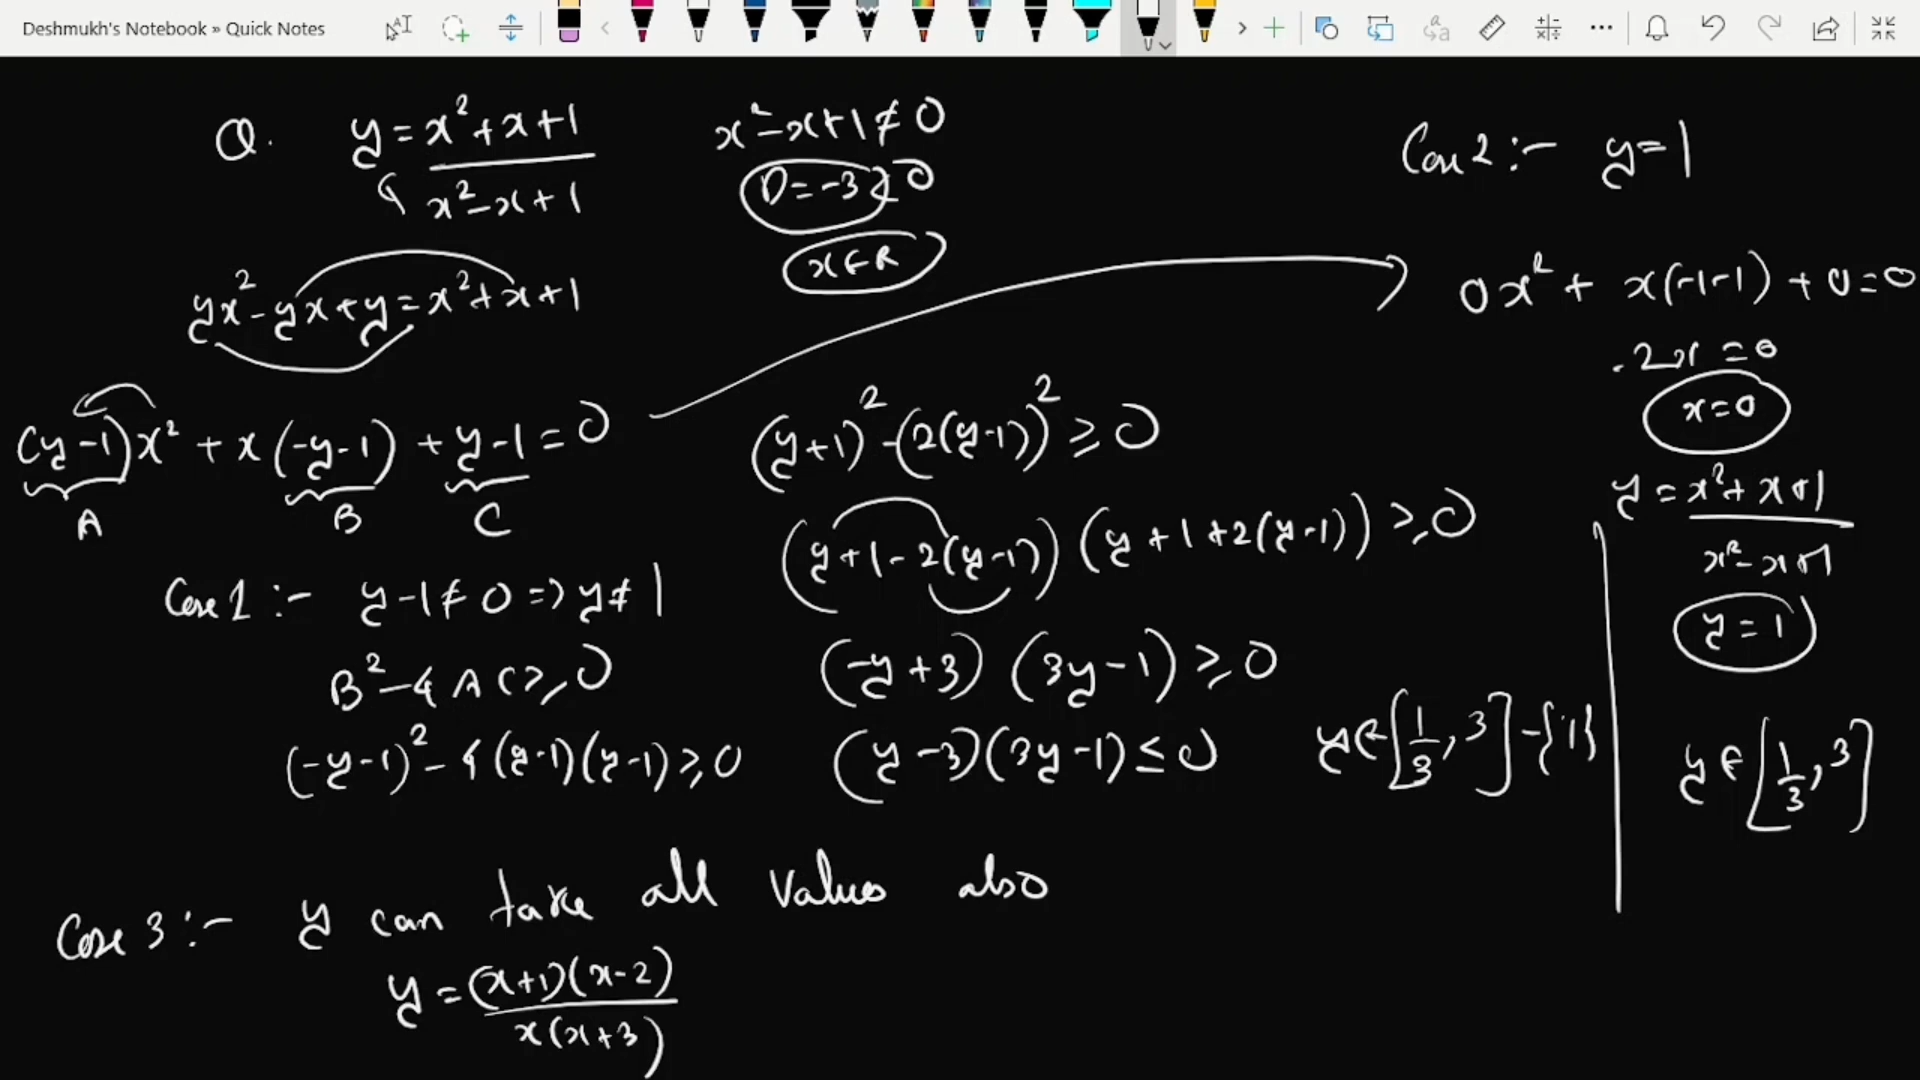 Deshmukh's Notebook » Quick Notes
Q. y = x²+x+1 / x²-x+1
x²-x+1 ≠ 0
D = -3 ≱ 0
x ∈ R
yx² - yx + y = x² + x + 1
(y-1)x² + x(-y-1) + y-1 = 0
A B C
Case 1 :- y-1 ≠ 0 => y ≠ 1
B² - 4AC ≥ 0
(-y-1)² - 4(y-1)(y-1) ≥ 0
(y+1)² - (2(y-1))² ≥ 0
(y+1-2(y-1)) (y+1+2(y-1)) ≥ 0
(-y+3) (3y-1) ≥ 0
(y-3)(3y-1) ≤ 0
y ∈ [1/3, 3] - {1}
Case 2 :- y = 1
0x² + x(-1-1) + 0 = 0
-2x = 0
x = 0
y = x²+x+1 / x²-x+1
y = 1
y ∈ [1/3, 3]
Case 3 :- y can take all values also
y = (x+1)(x-2) / x(x+3)